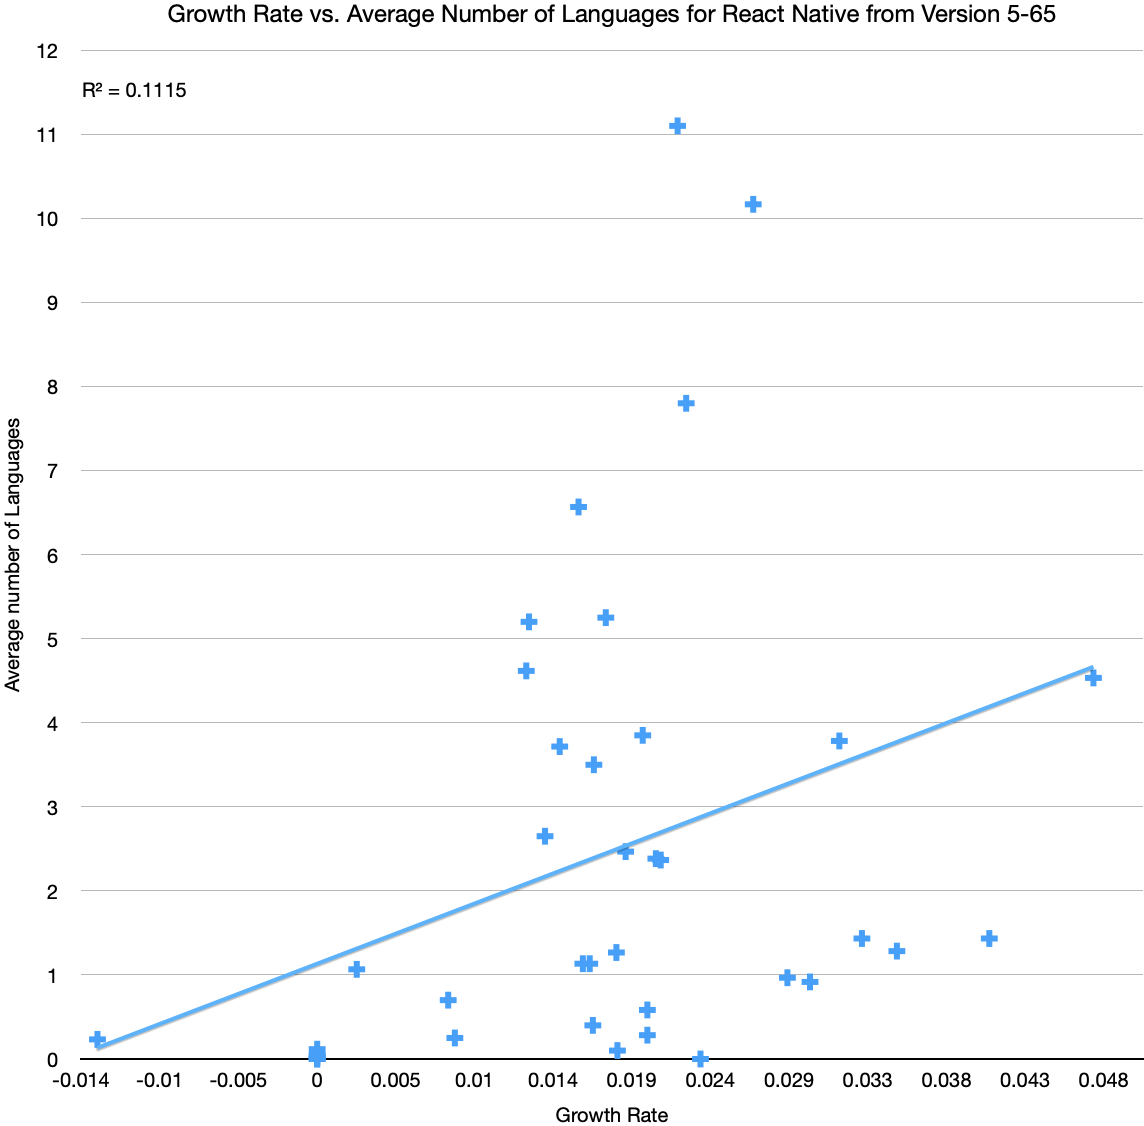 Growth Rate vs. Average Number of Languages for React Native from Version 5-65
12
R² = 0.1115
11
10
9
8
7
6
5
4
3
2
1
0
Average number of Languages
-0.014 -0.01 -0.005 0 0.005 0.01 0.014 0.019 0.024 0.029 0.033 0.038 0.043 0.048
Growth Rate